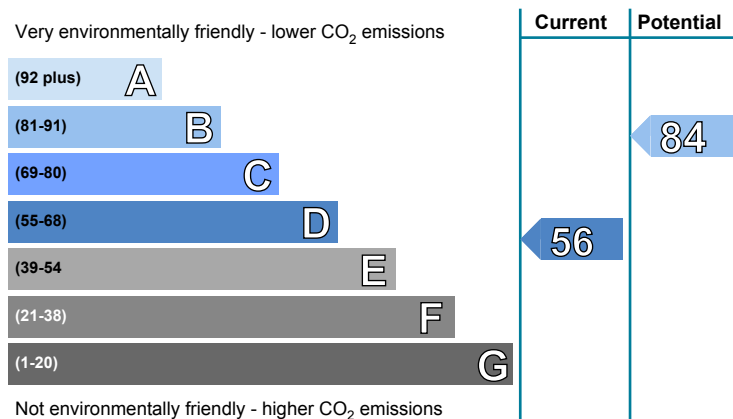 Very environmentally friendly - lower CO₂ emissions
Current
Potential
(92 plus) A
(81-91) B
(69-80) C
(55-68) D
(39-54 E
(21-38) F
(1-20) G
84
56
Not environmentally friendly - higher CO₂ emissions